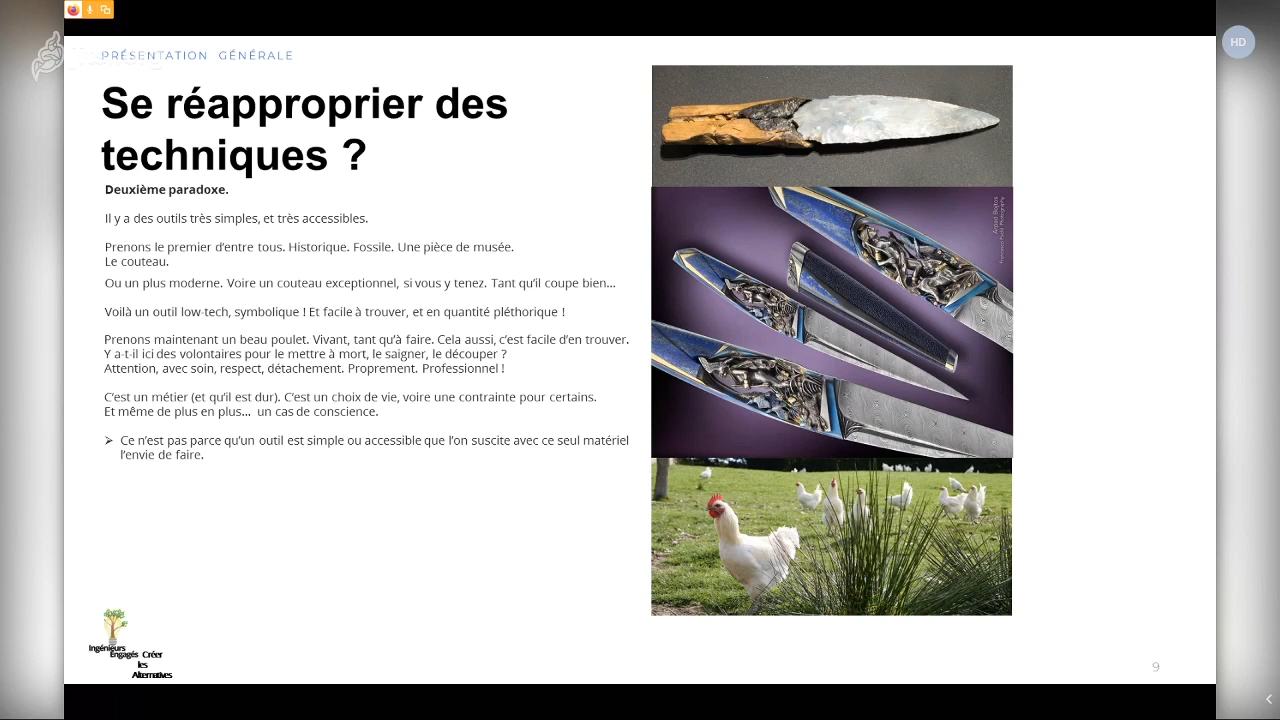 HD
PRÉSENTATION GÉNÉRALE
Se réapproprier des
techniques ?
Deuxième paradoxe.
Il y a des outils très simples, et très accessibles.
Prenons le premier d'entre tous. Historique. Fossile. Une pièce de musée.
Le couteau.
Ou un plus moderne. Voire un couteau exceptionnel, si vous y tenez. Tant qu'il coupe bien...
Voilà un outil low-tech, symbolique ! Et facile à trouver, et en quantité pléthorique !
Prenons maintenant un beau poulet. Vivant, tant qu'à faire. Cela aussi, c'est facile d'en trouver.
Y a-t-il ici des volontaires pour le mettre à mort, le saigner, le découper ?
Attention, avec soin, respect, détachement. Proprement. Professionnel !
C'est un métier (et qu'il est dur). C'est un choix de vie, voire une contrainte pour certains.
Et même de plus en plus... un cas de conscience.
➢ Ce n'est pas parce qu'un outil est simple ou accessible que l'on suscite avec ce seul matériel
l'envie de faire.
Ingénieurs
Engagés Créer
les
Alternatives
9